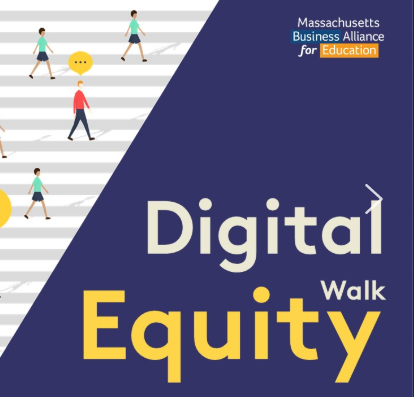 Massachusetts
Business Alliance
for Education
Digital
Walk
Equity